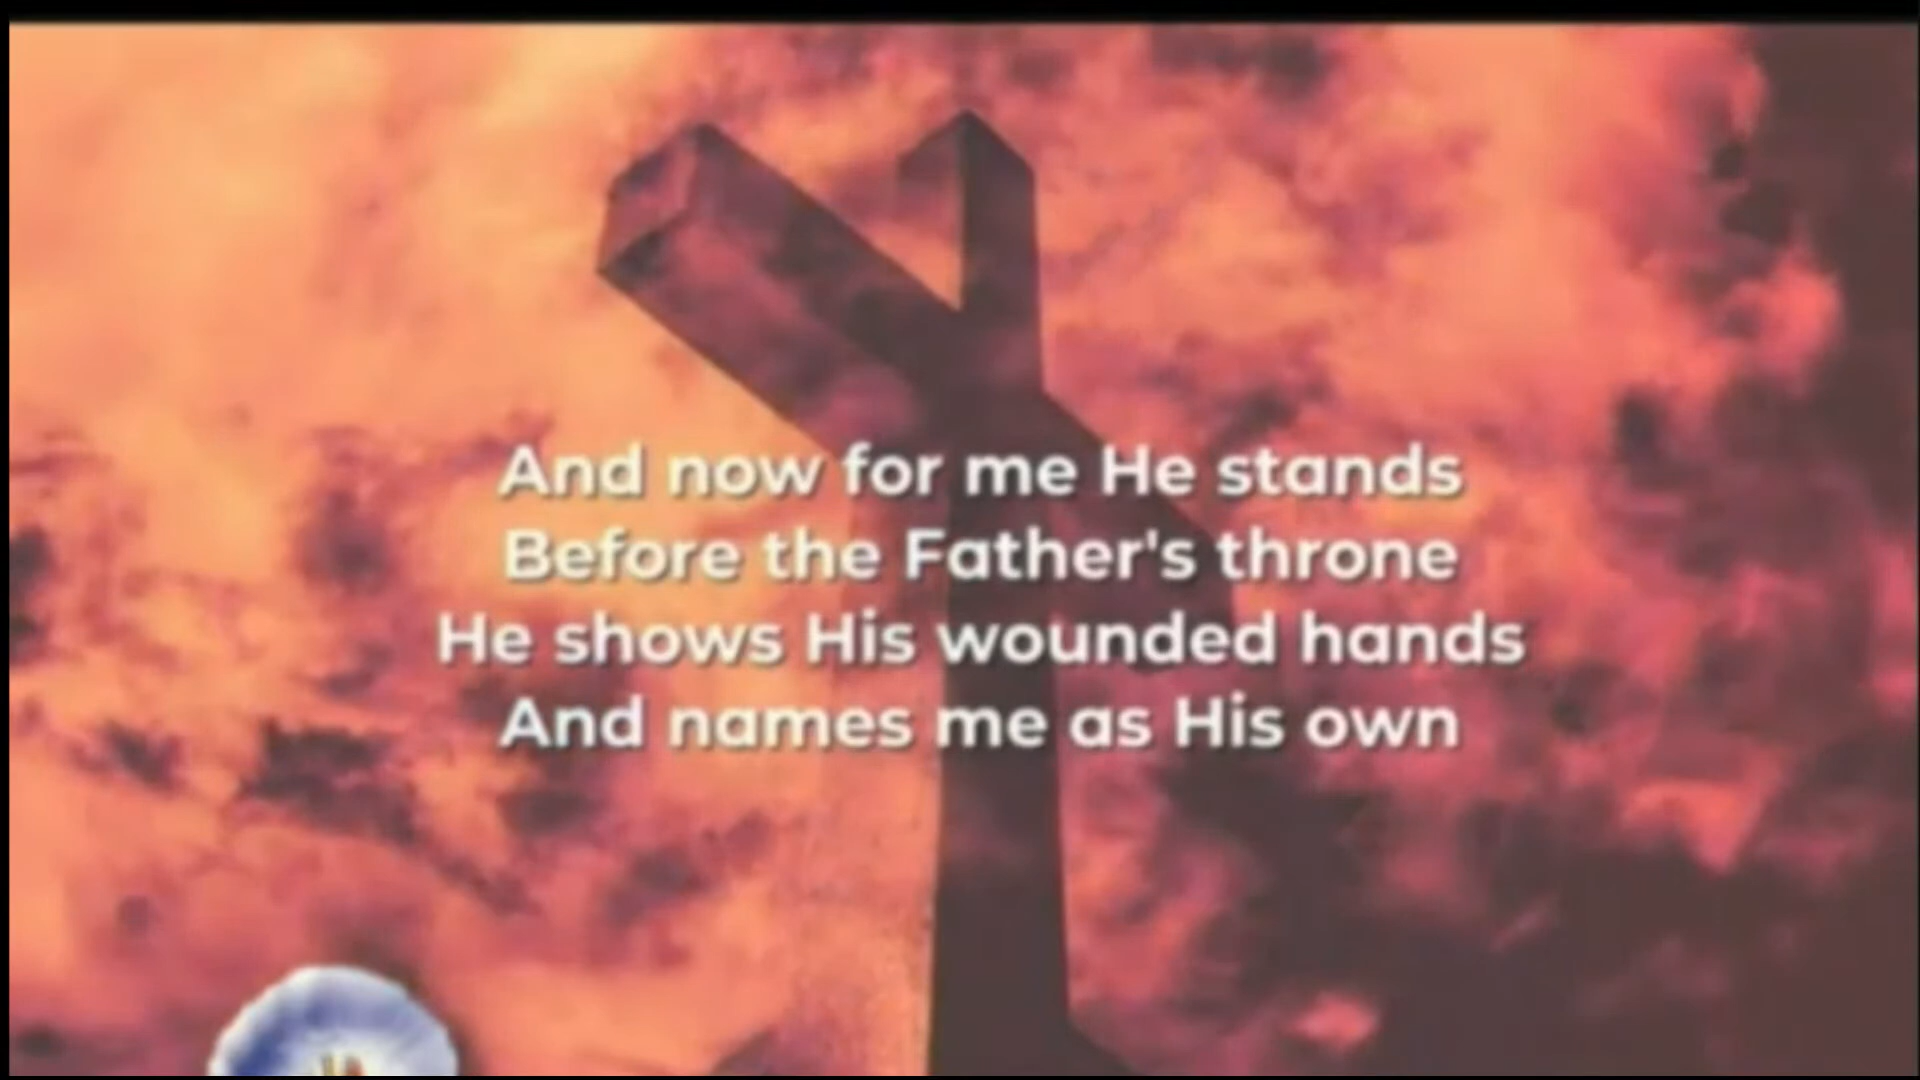 And now for me He stands
Before the Father's throne
He shows His wounded hands
And names me as His own